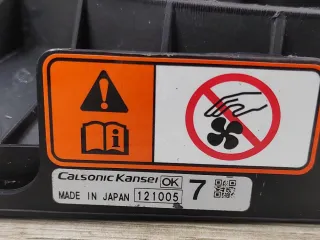 CALSONIC KANSEI OK 7
MADE IN JAPAN 121005